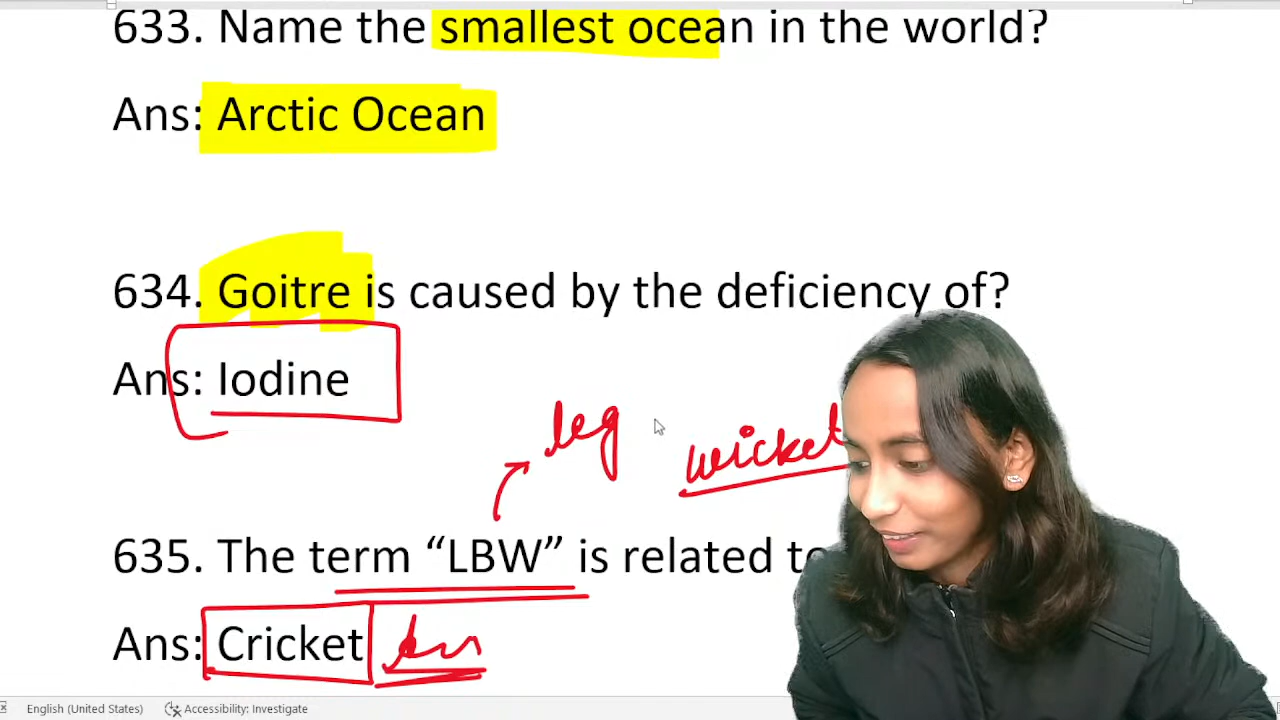 633. Name the smallest ocean in the world?
Ans: Arctic Ocean
634. Goitre is caused by the deficiency of?
Ans: Iodine
leg wicket
635. The term “LBW” is related to
Ans: Cricket
English (United States) Accessibility: Investigate